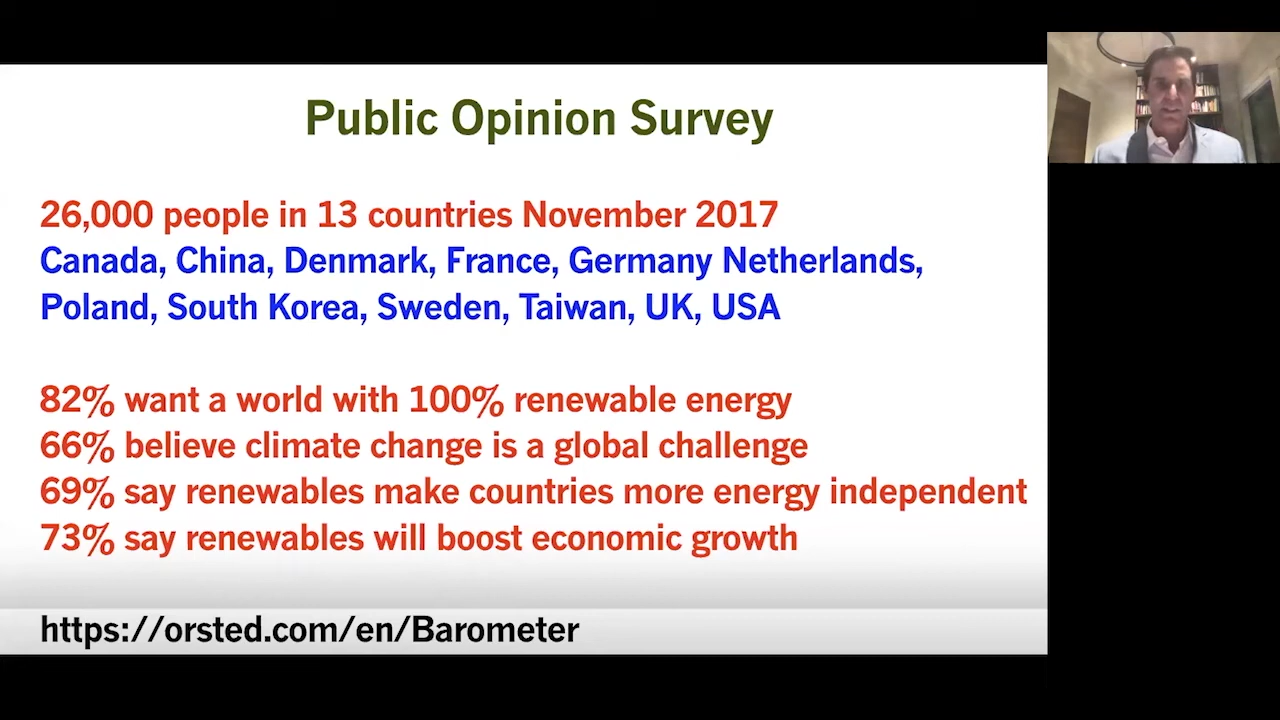 Public Opinion Survey
26,000 people in 13 countries November 2017
Canada, China, Denmark, France, Germany Netherlands,
Poland, South Korea, Sweden, Taiwan, UK, USA
82% want a world with 100% renewable energy
66% believe climate change is a global challenge
69% say renewables make countries more energy independent
73% say renewables will boost economic growth
https://orsted.com/en/Barometer